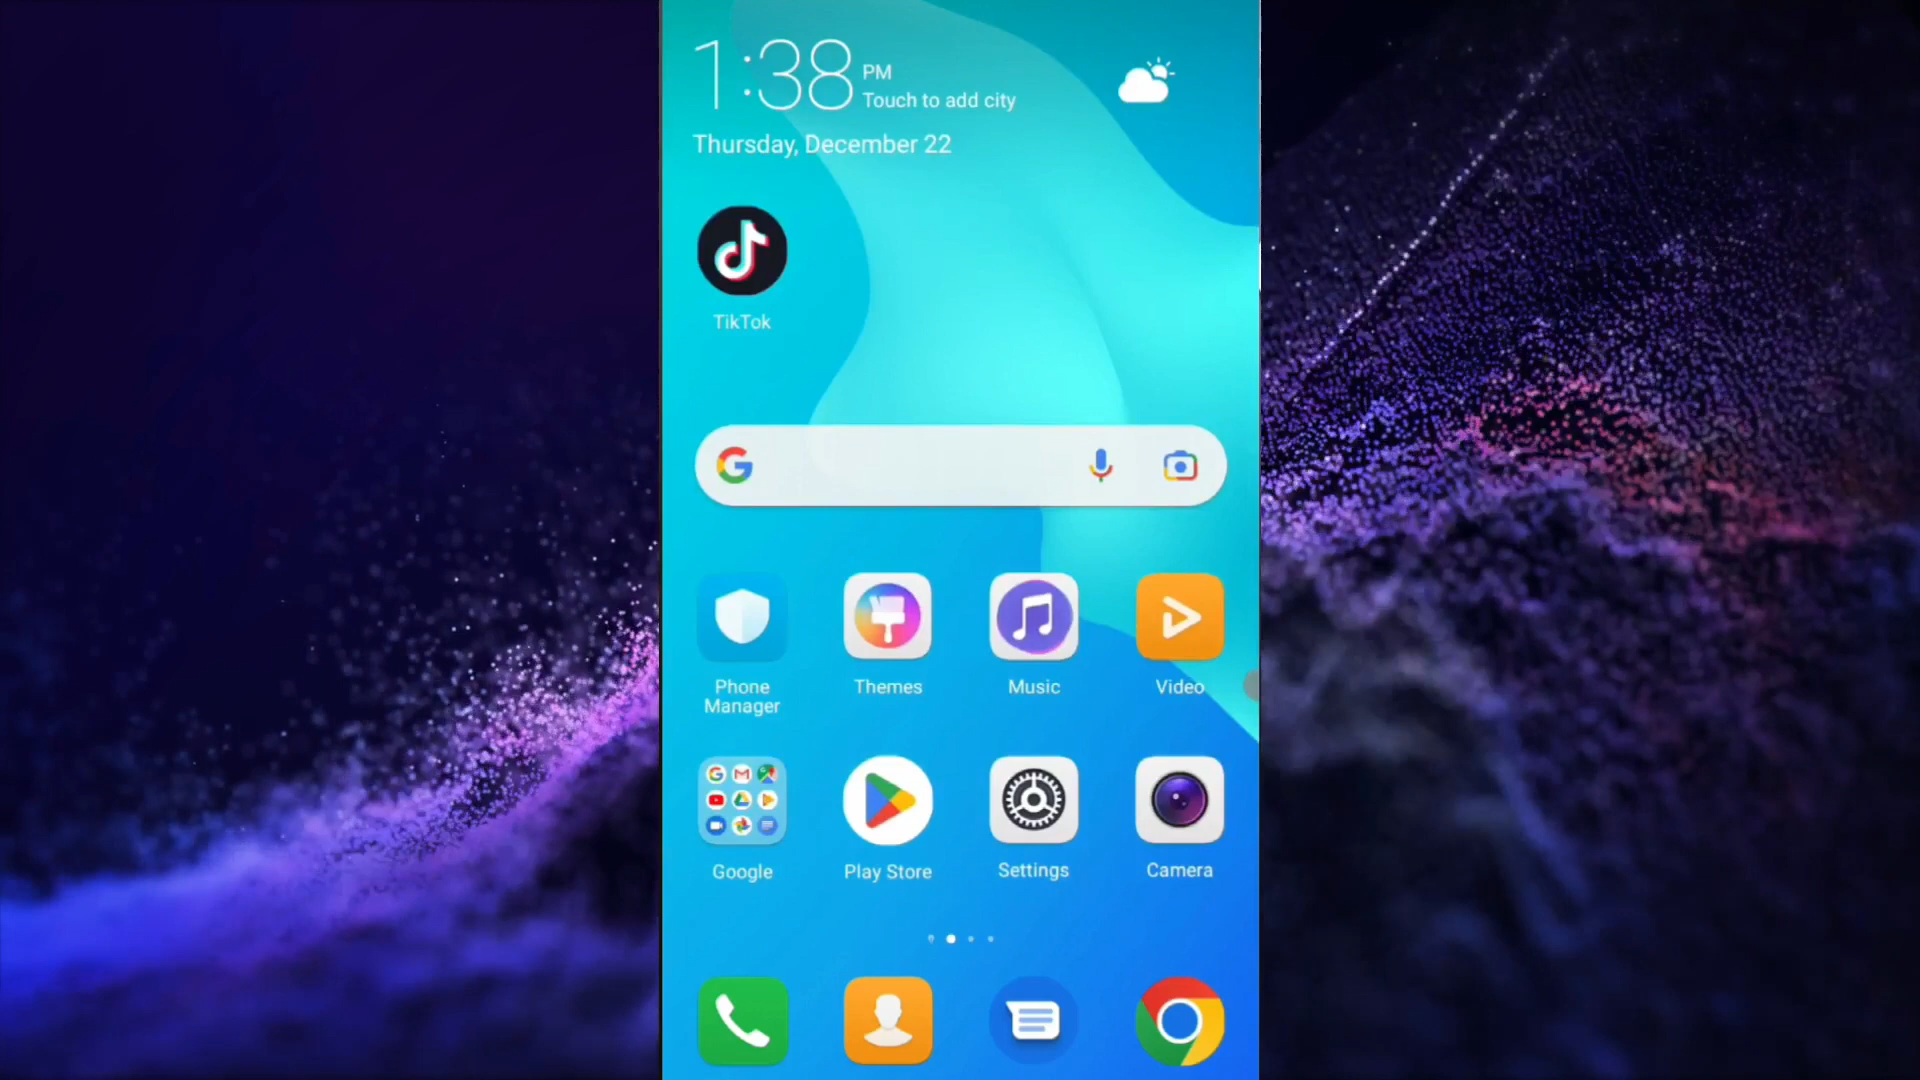 1:38 PM
Touch to add city
Thursday, December 22
TikTok
Phone Manager
Themes
Music
Video
Google
Play Store
Settings
Camera